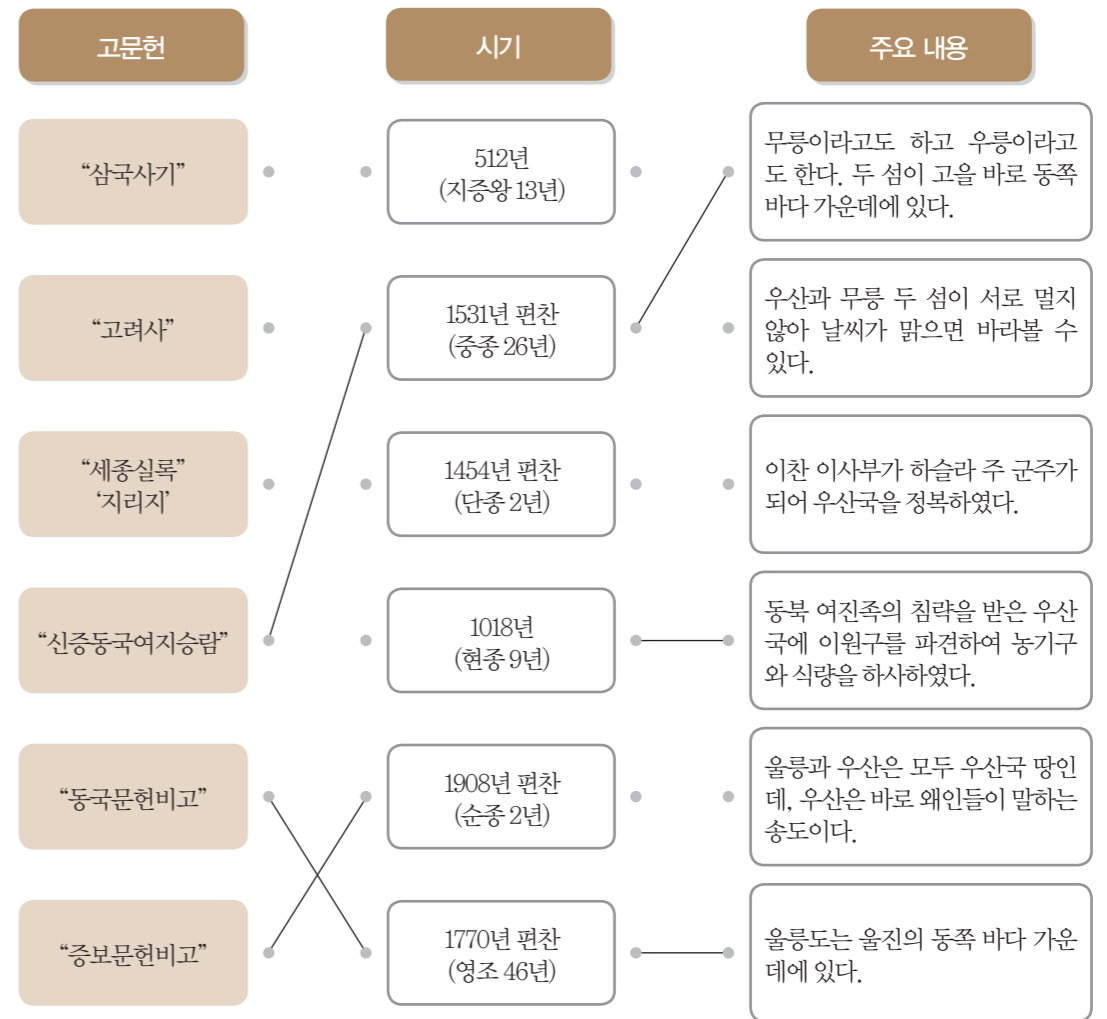 고문헌
시기
주요 내용
“삼국사기”
512년
(지증왕 13년)
무릉이라고도 하고 우릉이라고
도 한다. 두 섬이 고을 바로 동쪽
바다 가운데에 있다.
“고려사”
1531년 편찬
(중종 26년)
우산과 무릉 두 섬이 서로 멀지
않아 날씨가 맑으면 바라볼 수
있다.
“세종실록”
‘지리지’
1454년 편찬
(단종 2년)
이찬 이사부가 하슬라 주 군주가
되어 우산국을 정복하였다.
“신증동국여지승람”
1018년
(현종 9년)
동북 여진족의 침략을 받은 우산
국에 이원구를 파견하여 농기구
와 식량을 하사하였다.
“동국문헌비고”
1908년 편찬
(순종 2년)
울릉과 우산은 모두 우산국 땅인
데, 우산은 바로 왜인들이 말하는
송도이다.
“증보문헌비고”
1770년 편찬
(영조 46년)
울릉도는 울진의 동쪽 바다 가운
데에 있다.